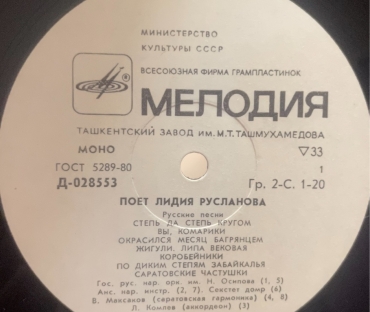 МИНИСТЕРСТВО
КУЛЬТУРЫ СССР
ВСЕСОЮЗНАЯ ФИРМА ГРАМПЛАСТИНОК
МЕЛОДИЯ
ТАШКЕНТСКИЙ ЗАВОД ИМ. М.Т. ТАШМУХАМЕДОВА
МОНО ▽33
ГОСТ 5289-80 1
Д-028553 Гр. 2-С. 1-20
ПОЕТ ЛИДИЯ РУСЛАНОВА
Русские песни
СТЕПЬ ДА СТЕПЬ КРУГОМ
ВЫ, КОМАРИКИ
ОКРАСИЛСЯ МЕСЯЦ БАГРЯНЦЕМ
ЖИГУЛИ, ЛИПА ВЕКОВАЯ
КОРОБЕЙНИКИ
ПО ДИКИМ СТЕПЯМ ЗАБАЙКАЛЬЯ
САРАТОВСКИЕ ЧАСТУШКИ
Гос. рус. нар. орк. им. Н. Осипова (1, 5)
Анс. нар. инстр. (2, 7). Секстет домр (6)
В. Максаков (саратовская гармоника) (4, 8)
Л. Комлев (аккордеон) (3)